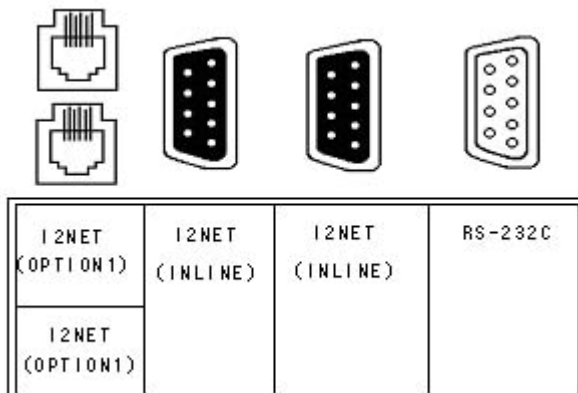 I2NET
(OPTION1)
I2NET
(INLINE)
I2NET
(INLINE)
RS-232C
I2NET
(OPTION1)